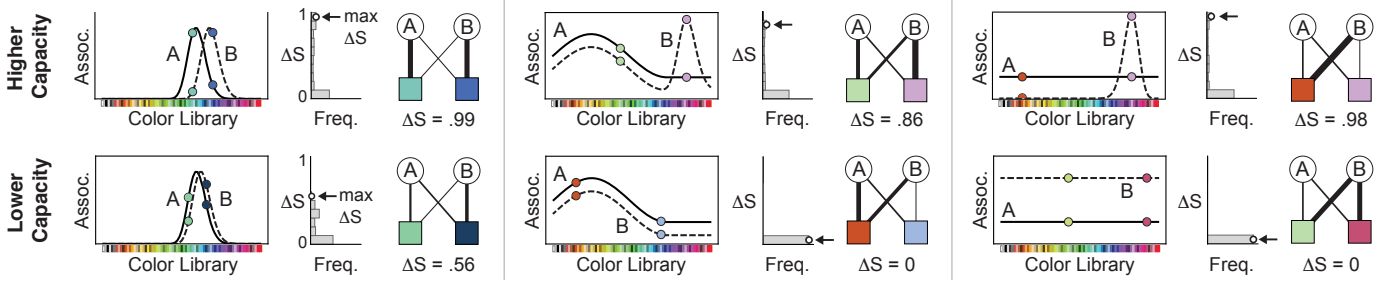 Higher
Capacity
Assoc.
A
B
Color Library
1
ΔS
0
max
ΔS
Freq.
A
B
ΔS = .99
Assoc.
A
B
Color Library
ΔS
Freq.
A
B
ΔS = .86
Assoc.
A
B
Color Library
ΔS
Freq.
A
B
ΔS = .98
Lower
Capacity
Assoc.
A
B
Color Library
1
ΔS
0
max
ΔS
Freq.
A
B
ΔS = .56
Assoc.
A
B
Color Library
ΔS
Freq.
A
B
ΔS = 0
Assoc.
A
B
Color Library
ΔS
Freq.
A
B
ΔS = 0